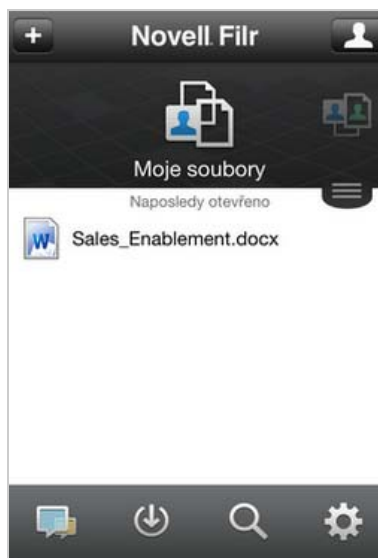 Novell Filr
Moje soubory
Naposledy otevřeno
Sales_Enablement.docx